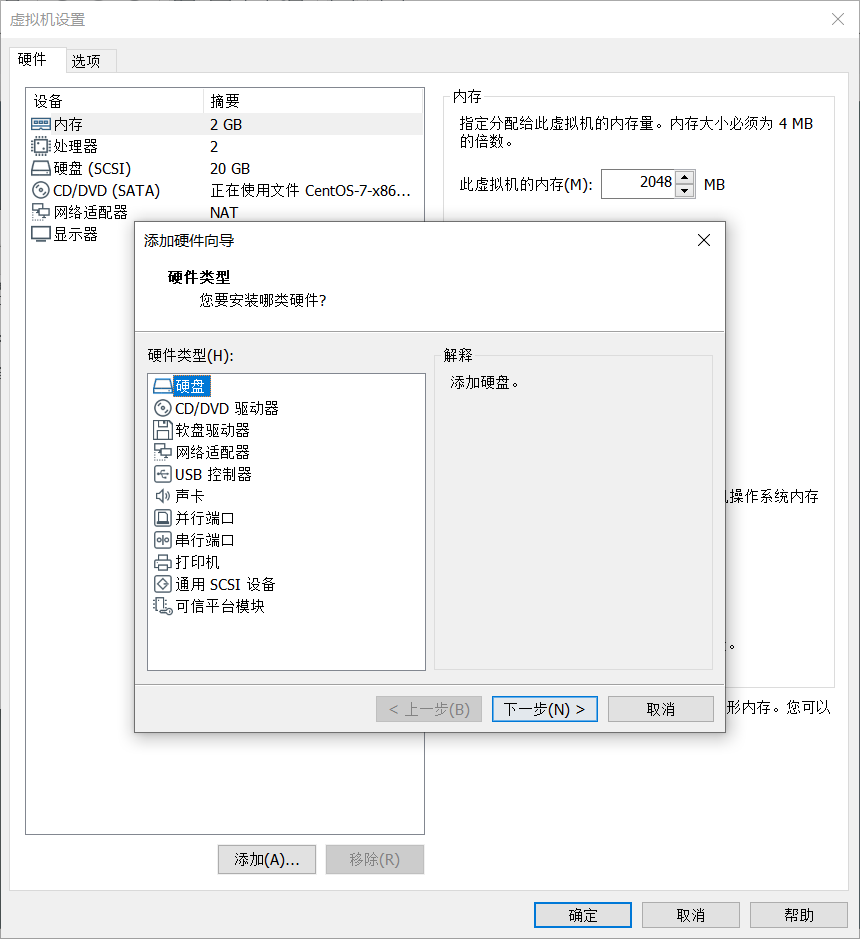 虚拟机设置
硬件 选项
设备 摘要
内存 2 GB
处理器 2
硬盘 (SCSI) 20 GB
CD/DVD (SATA) 正在使用文件 CentOS-7-x86...
网络适配器 NAT
显示器
内存
指定分配给此虚拟机的内存量。内存大小必须为 4 MB
的倍数。
此虚拟机的内存(M): 2048 MB
添加硬件向导
硬件类型
您要安装哪类硬件?
硬件类型(H):
硬盘
CD/DVD 驱动器
软盘驱动器
网络适配器
USB 控制器
声卡
并行端口
串行端口
打印机
通用 SCSI 设备
可信平台模块
解释
添加硬盘。
操作系统内存
。
形内存。您可以
< 上一步(B) 下一步(N) > 取消
添加(A)... 移除(R)
确定 取消 帮助